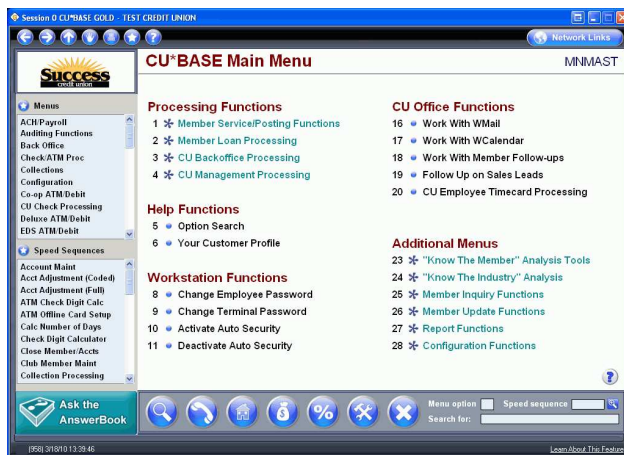 Session 0 CU*BASE GOLD - TEST CREDIT UNION
Network Links
Success
credit union
CU*BASE Main Menu
MNMAST
Menus
ACH/Payroll
Auditing Functions
Back Office
Check/ATM Proc
Collections
Configuration
Co-op ATM/Debit
CU Check Processing
Deluxe ATM/Debit
EDS ATM/Debit
Speed Sequences
Account Maint
Acct Adjustment (Coded)
Acct Adjustment (Full)
ATM Check Digit Calc
ATM Offline Card Setup
Calc Number of Days
Check Digit Calculator
Close Member/Accts
Club Member Maint
Collection Processing
Processing Functions
1 Member Service/Posting Functions
2 Member Loan Processing
3 CU Backoffice Processing
4 CU Management Processing
Help Functions
5 Option Search
6 Your Customer Profile
Workstation Functions
8 Change Employee Password
9 Change Terminal Password
10 Activate Auto Security
11 Deactivate Auto Security
CU Office Functions
16 Work With WMail
17 Work With WCalendar
18 Work With Member Follow-ups
19 Follow Up on Sales Leads
20 CU Employee Timecard Processing
Additional Menus
23 "Know The Member" Analysis Tools
24 "Know The Industry" Analysis
25 Member Inquiry Functions
26 Member Update Functions
27 Report Functions
28 Configuration Functions
Ask the
AnswerBook
Menu option
Speed sequence
Search for:
(958) 3/18/10 13:39:46
Learn About This Feature